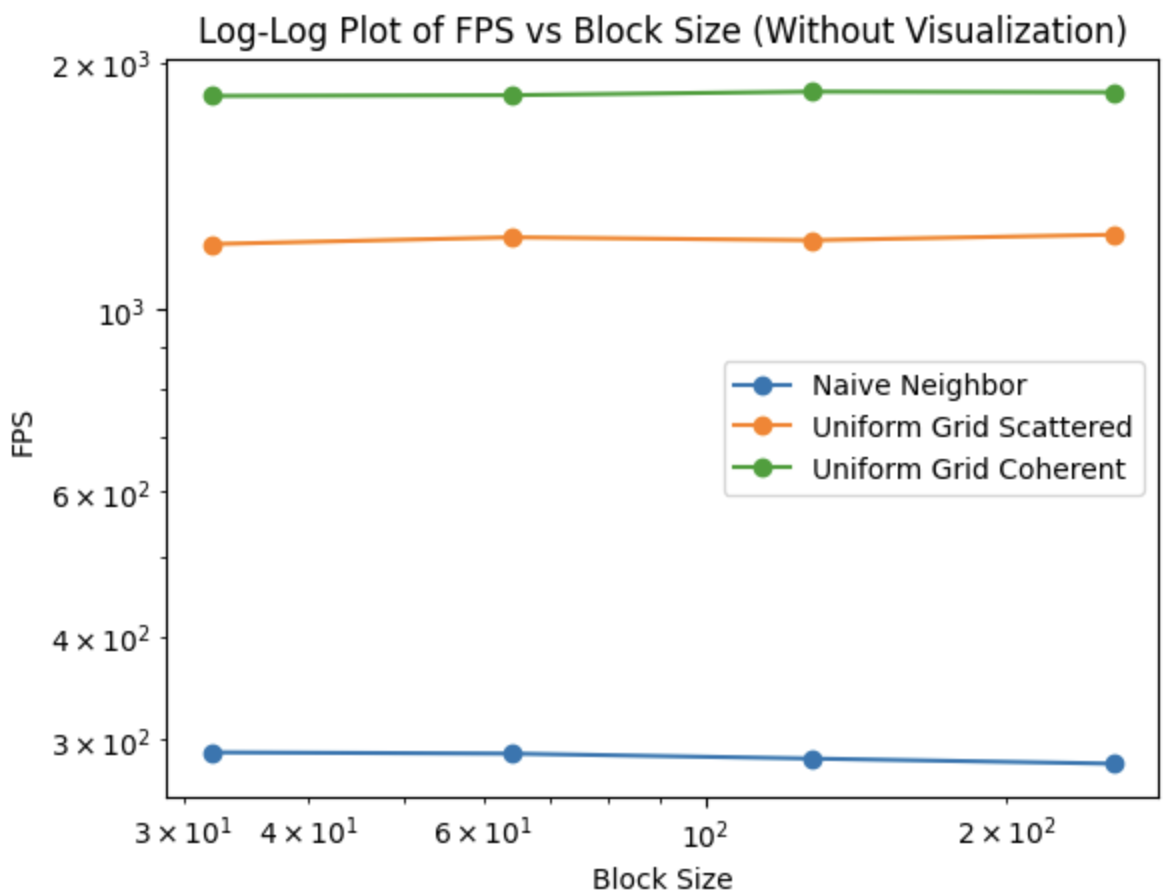 Log-Log Plot of FPS vs Block Size (Without Visualization)
2 × 10³
10³
6 × 10²
4 × 10²
3 × 10²
FPS
Naive Neighbor
Uniform Grid Scattered
Uniform Grid Coherent
3 × 10¹ 4 × 10¹ 6 × 10¹ 10² 2 × 10²
Block Size